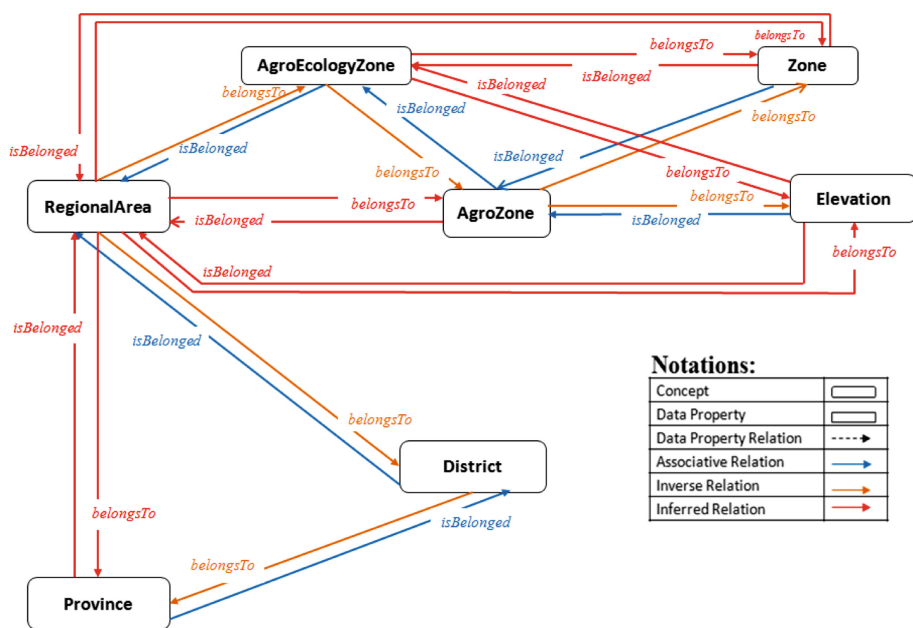 belongsTo
AgroEcologyZone
belongsTo
Zone
isBelonged
isBelonged
belongsTo
belongsTo
isBelonged
isBelonged
isBelonged
belongsTo
belongsTo
RegionalArea
belongsTo
AgroZone
belongsTo
Elevation
isBelonged
isBelonged
belongsTo
isBelonged
isBelonged
isBelonged
Notations:
Concept
Data Property
Data Property Relation
Associative Relation
Inverse Relation
Inferred Relation
belongsTo
District
belongsTo
isBelonged
belongsTo
Province